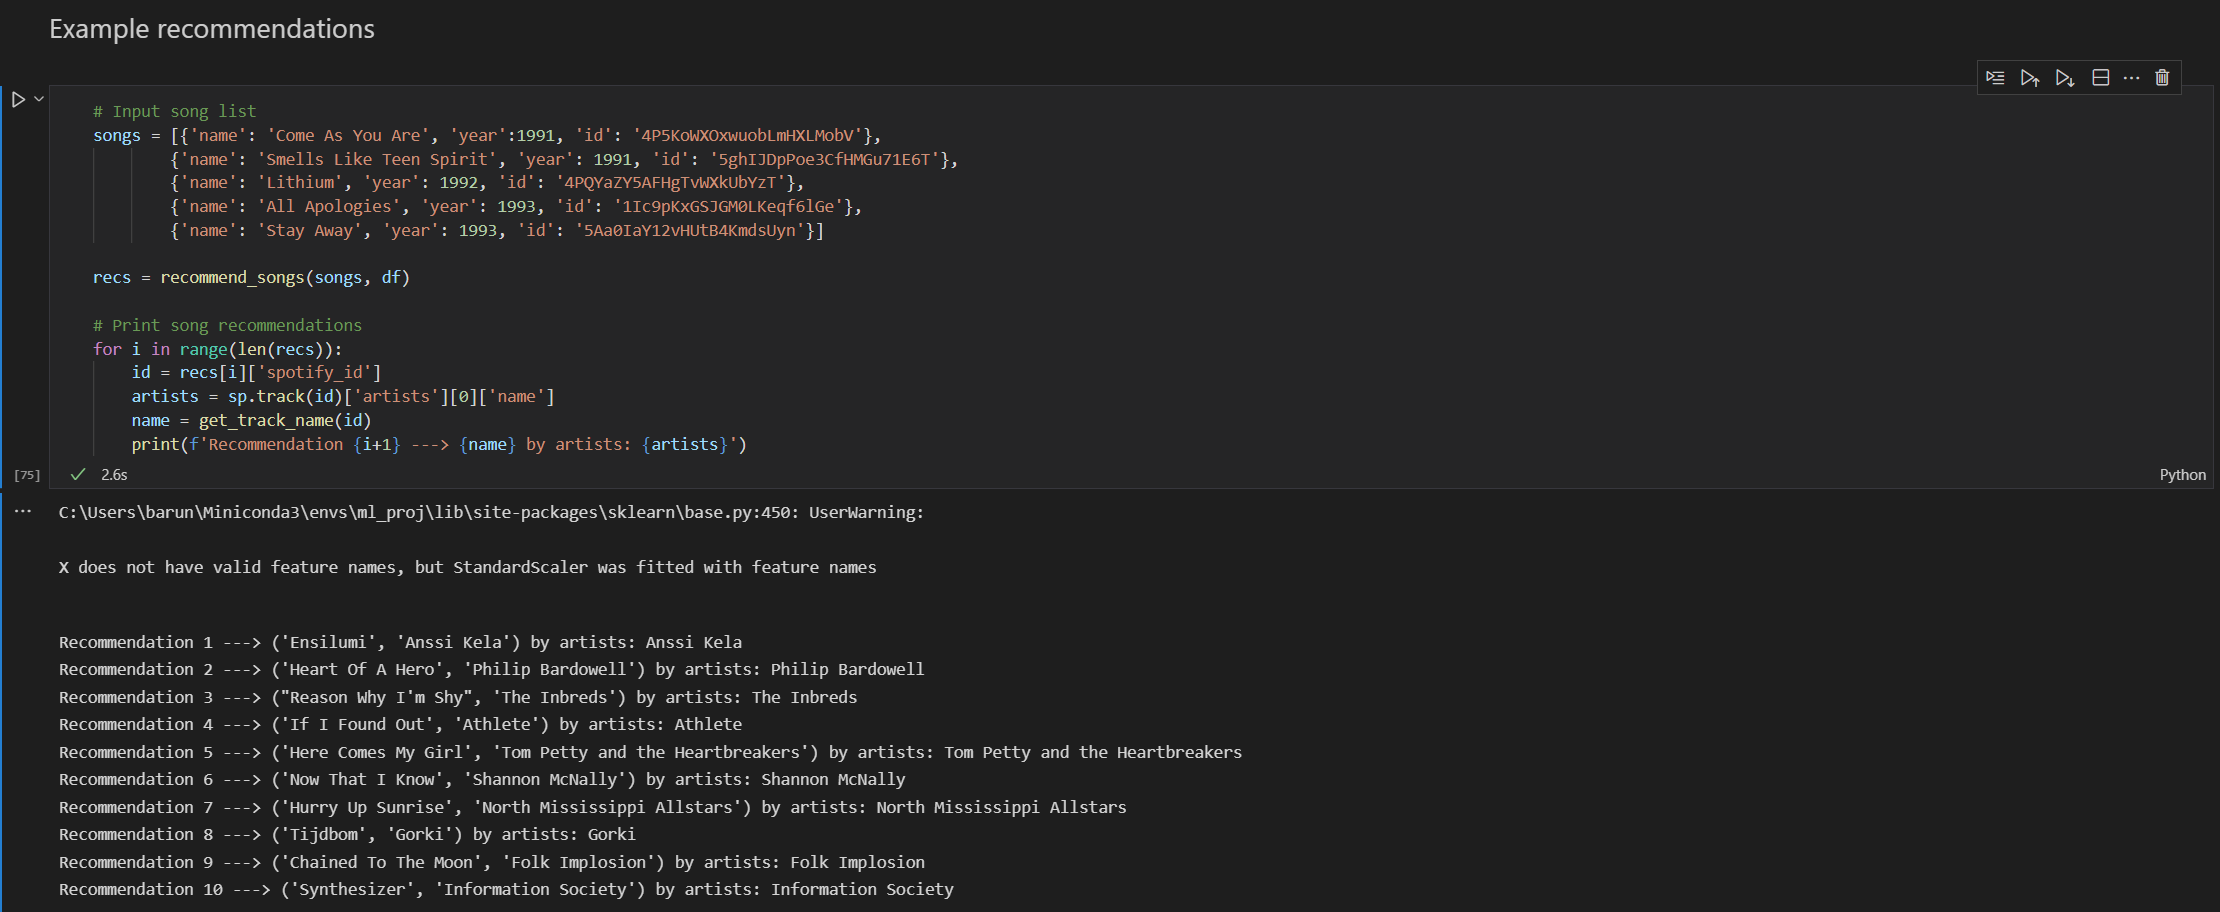 Example recommendations
# Input song list
songs = [{'name': 'Come As You Are', 'year':1991, 'id': '4P5KoWXOxwuobLmHXLMobV'},
{'name': 'Smells Like Teen Spirit', 'year': 1991, 'id': '5ghIJDpPoe3CfHMGu71E6T'},
{'name': 'Lithium', 'year': 1992, 'id': '4PQYaZY5AFHgTvWXkUbYzT'},
{'name': 'All Apologies', 'year': 1993, 'id': '1Ic9pKxGSJGM0LKeqf6lGe'},
{'name': 'Stay Away', 'year': 1993, 'id': '5Aa0IaY12vHUtB4KmdsUyn'}]
recs = recommend_songs(songs, df)
# Print song recommendations
for i in range(len(recs)):
id = recs[i]['spotify_id']
artists = sp.track(id)['artists'][0]['name']
name = get_track_name(id)
print(f'Recommendation {i+1} ---> {name} by artists: {artists}')
[75] 2.6s Python
C:\Users\barun\Miniconda3\envs\ml_proj\lib\site-packages\sklearn\base.py:450: UserWarning:
X does not have valid feature names, but StandardScaler was fitted with feature names
Recommendation 1 ---> ('Ensilumi', 'Anssi Kela') by artists: Anssi Kela
Recommendation 2 ---> ('Heart Of A Hero', 'Philip Bardowell') by artists: Philip Bardowell
Recommendation 3 ---> ("Reason Why I'm Shy", 'The Inbreds') by artists: The Inbreds
Recommendation 4 ---> ('If I Found Out', 'Athlete') by artists: Athlete
Recommendation 5 ---> ('Here Comes My Girl', 'Tom Petty and the Heartbreakers') by artists: Tom Petty and the Heartbreakers
Recommendation 6 ---> ('Now That I Know', 'Shannon McNally') by artists: Shannon McNally
Recommendation 7 ---> ('Hurry Up Sunrise', 'North Mississippi Allstars') by artists: North Mississippi Allstars
Recommendation 8 ---> ('Tijdbom', 'Gorki') by artists: Gorki
Recommendation 9 ---> ('Chained To The Moon', 'Folk Implosion') by artists: Folk Implosion
Recommendation 10 ---> ('Synthesizer', 'Information Society') by artists: Information Society